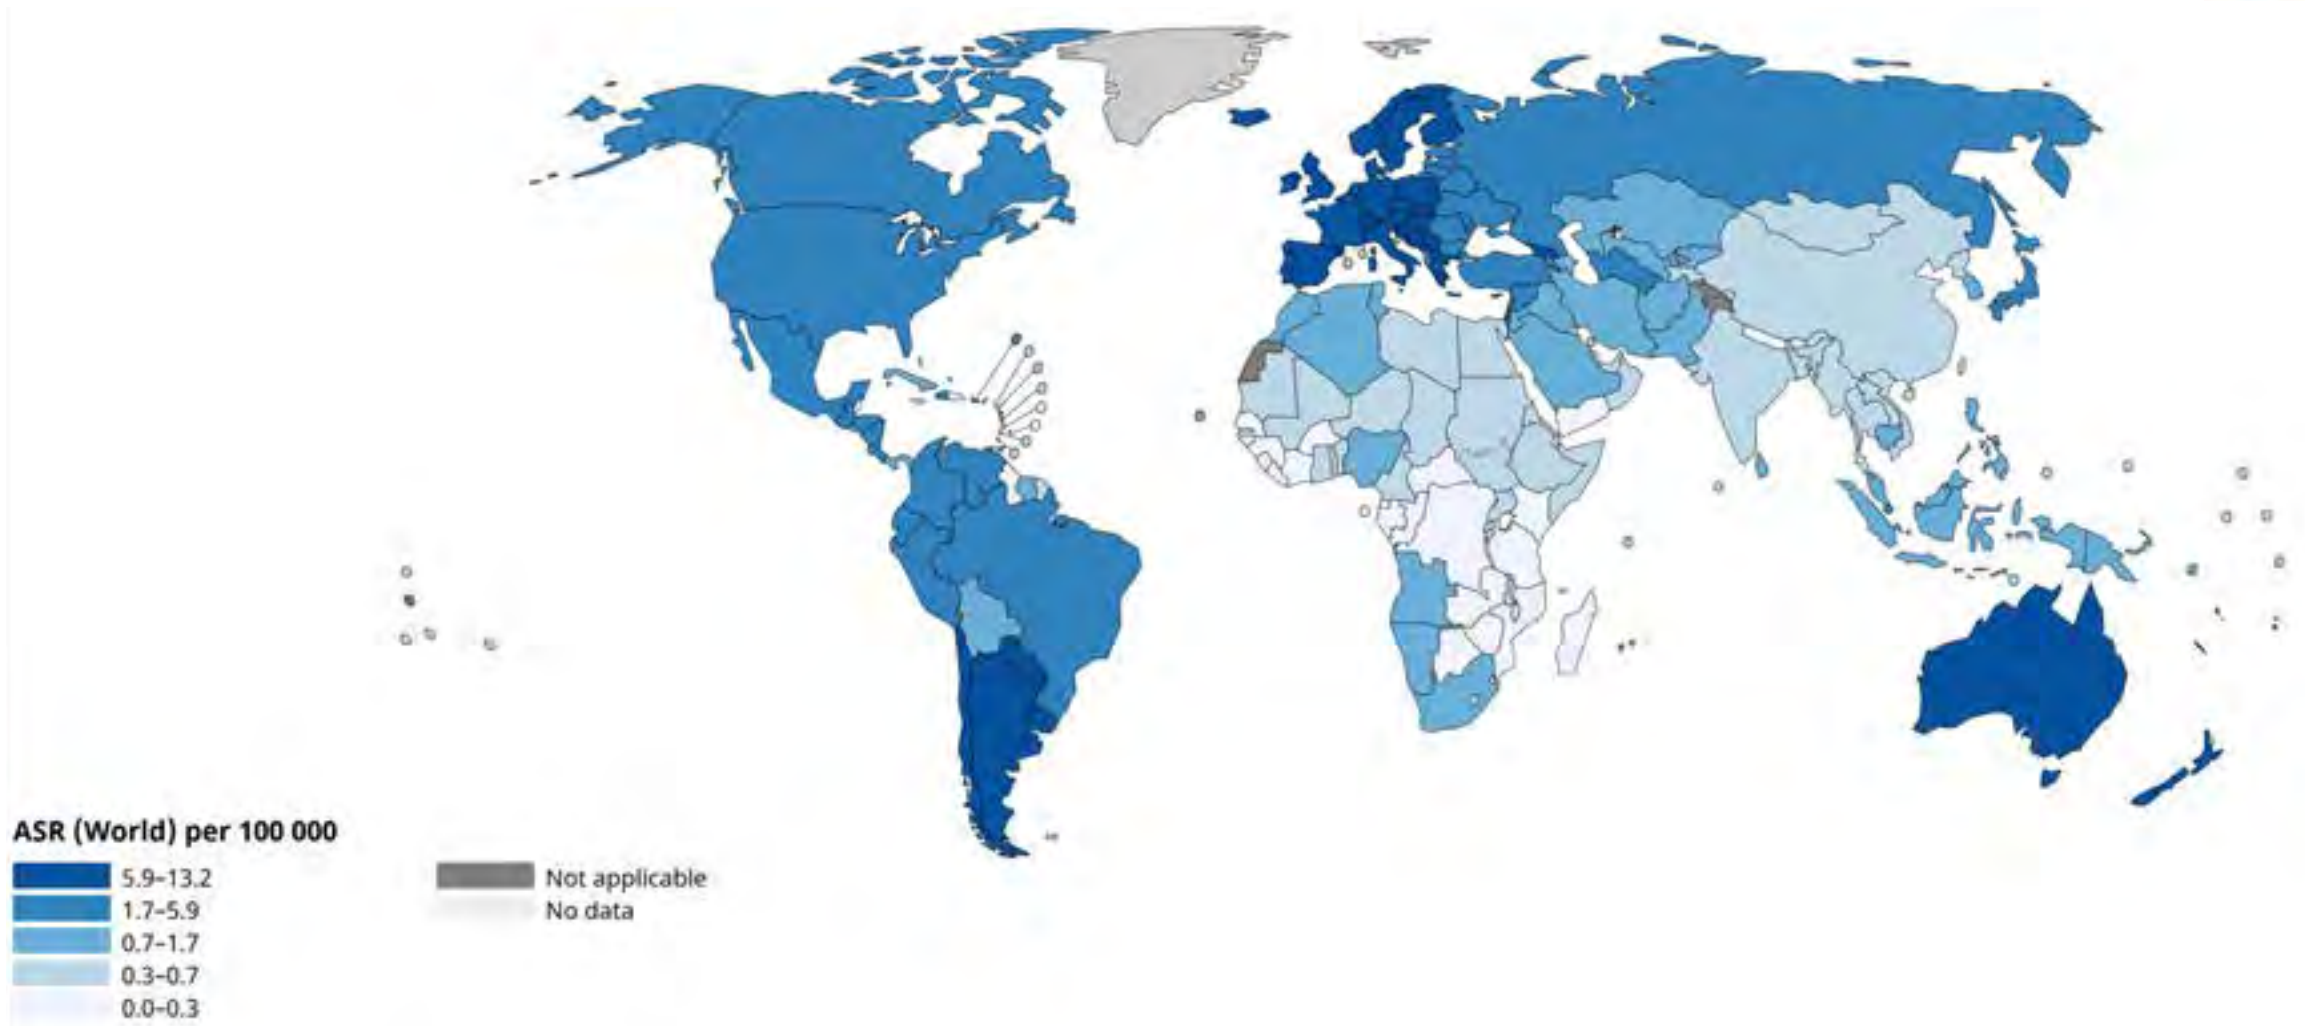 ASR (World) per 100 000
5.9–13.2
1.7–5.9
0.7–1.7
0.3–0.7
0.0–0.3
Not applicable
No data